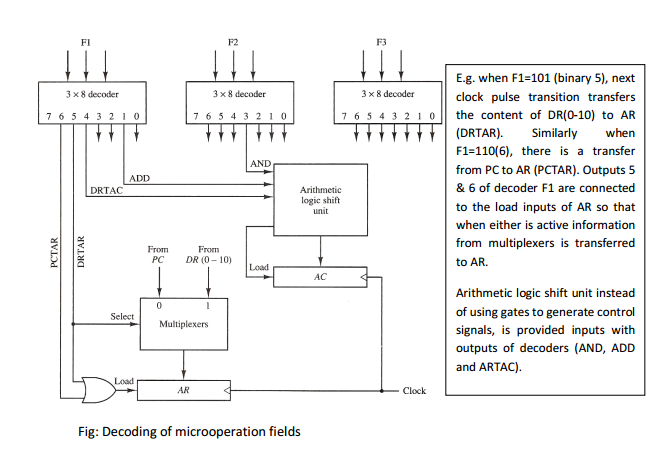 F1
F2
F3
3 × 8 decoder
3 × 8 decoder
3 × 8 decoder
7 6 5 4 3 2 1 0
7 6 5 4 3 2 1 0
7 6 5 4 3 2 1 0
AND
ADD
DRTAC
Arithmetic
logic shift
unit
PCTAR
DRTAR
From
PC
From
DR (0 – 10)
Load
AC
0
1
Select
Multiplexers
Load
AR
Clock
Fig: Decoding of microoperation fields
E.g. when F1=101 (binary 5), next
clock pulse transition transfers
the content of DR(0-10) to AR
(DRTAR). Similarly when
F1=110(6), there is a transfer
from PC to AR (PCTAR). Outputs 5
& 6 of decoder F1 are connected
to the load inputs of AR so that
when either is active information
from multiplexers is transferred
to AR.
Arithmetic logic shift unit instead
of using gates to generate control
signals, is provided inputs with
outputs of decoders (AND, ADD
and ARTAC).